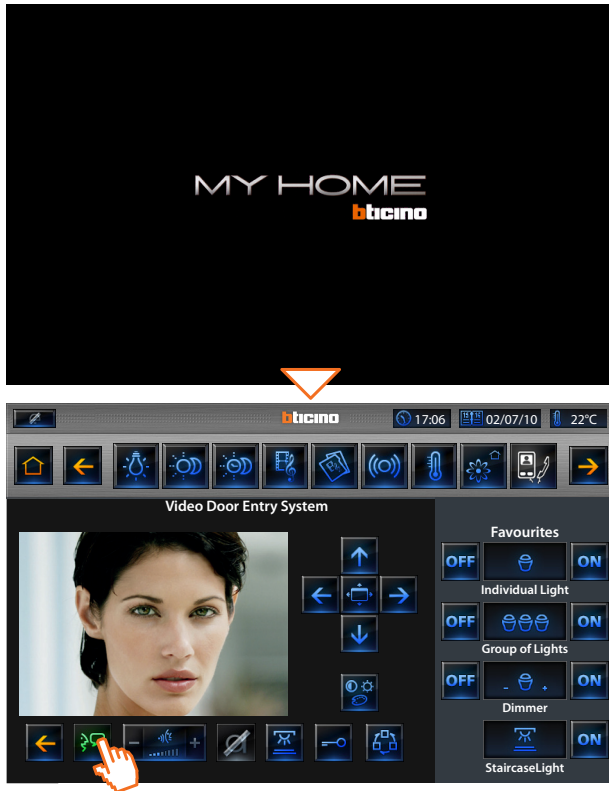 MY HOME
bticino
bticino
17:06
02/07/10
22°C
Video Door Entry System
Favourites
OFF
ON
Individual Light
OFF
ON
Group of Lights
OFF
ON
Dimmer
ON
StaircaseLight